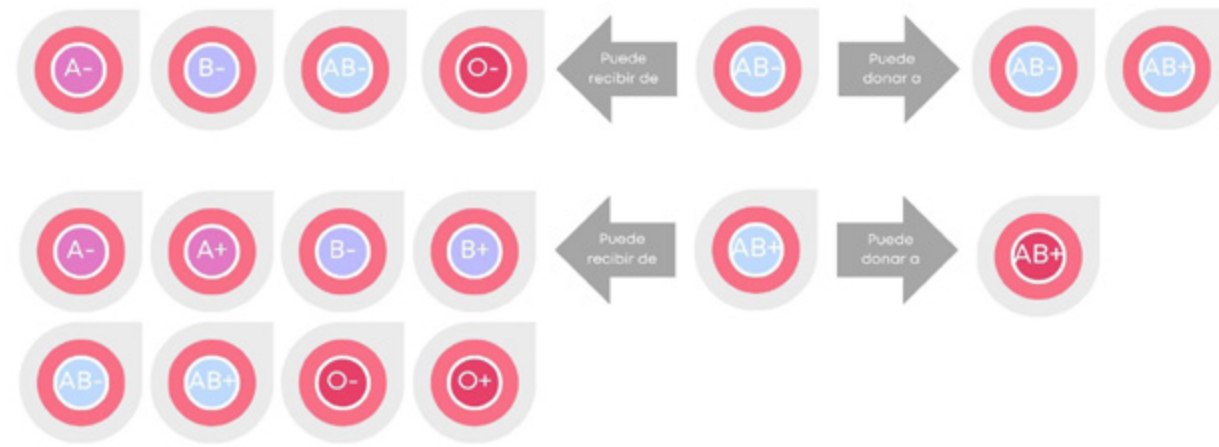 A- B- AB- O- Puede recibir de AB- Puede donar a AB- AB+
A- A+ B- B+ Puede recibir de AB+ Puede donar a AB+
AB- AB+ O- O+